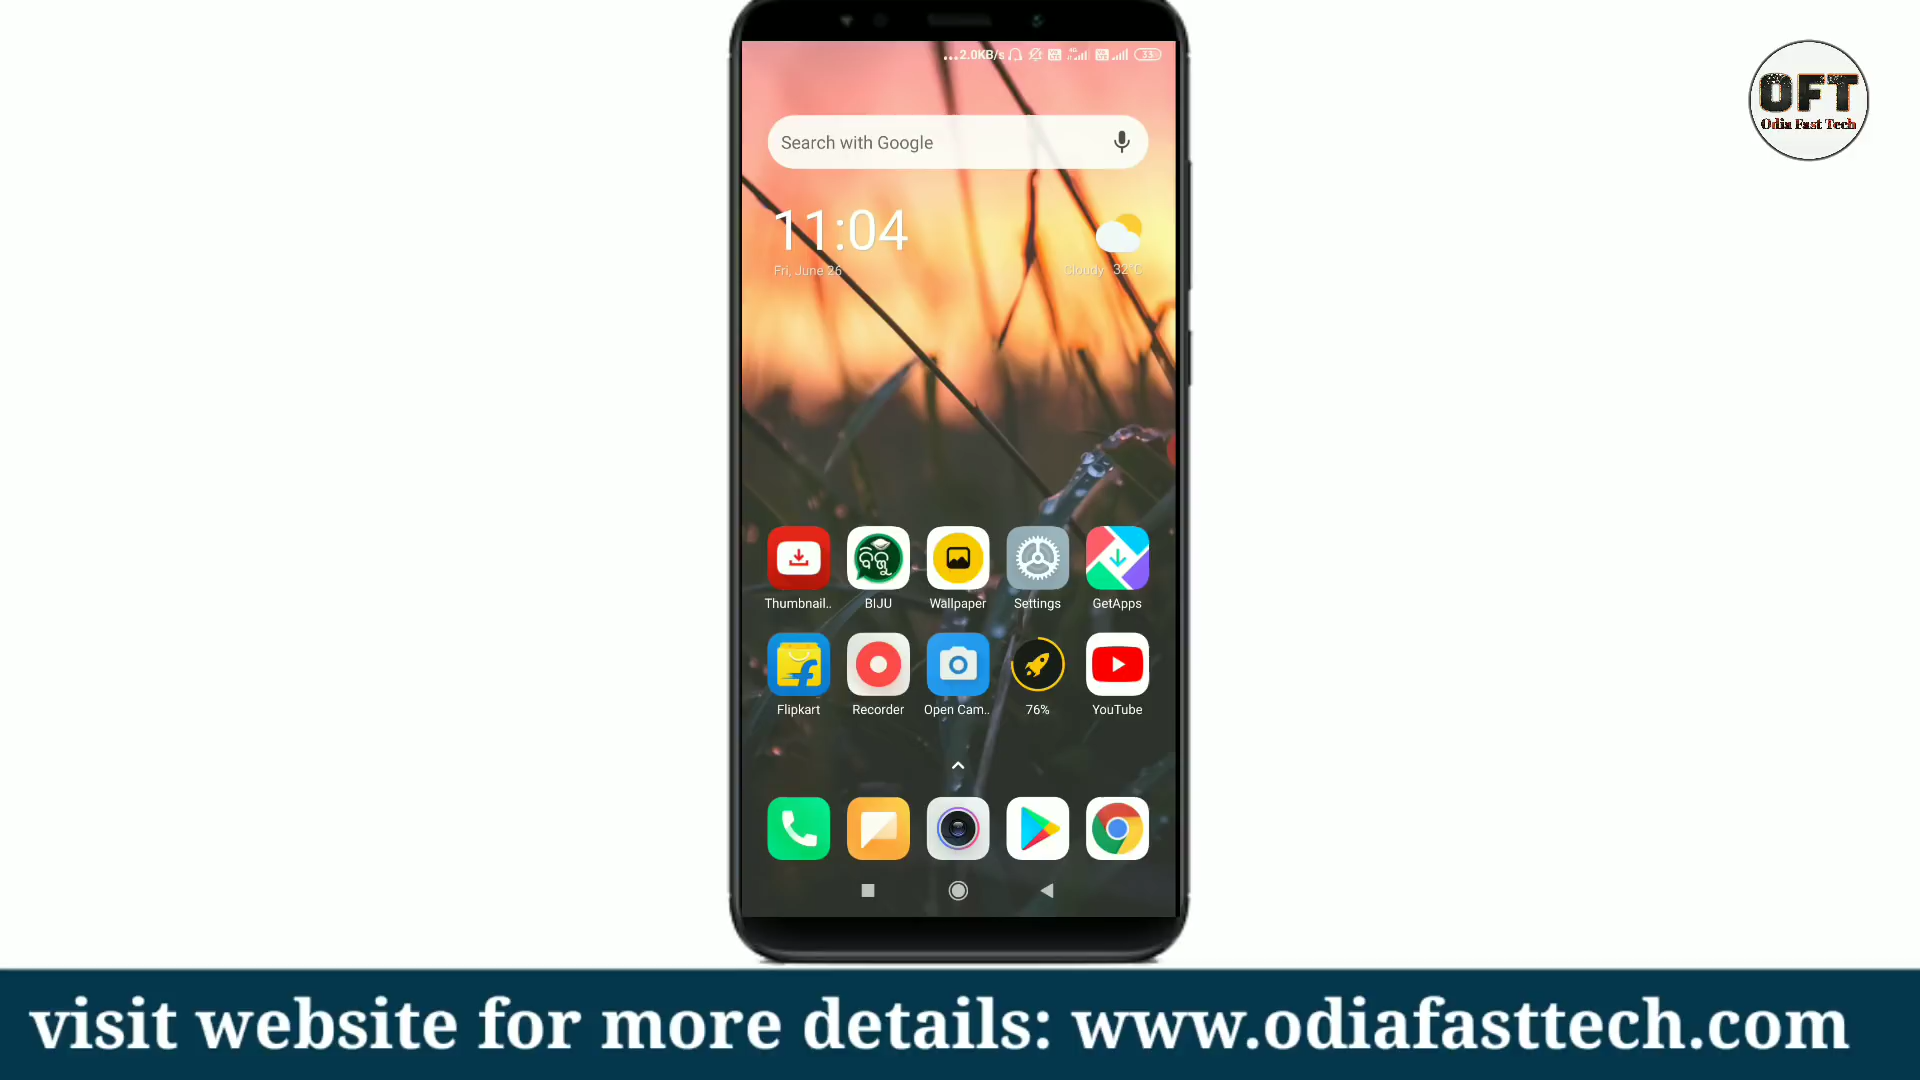 ...2.0KB/s 33
OFT
Odia Fast Tech
Search with Google
11:04
Fri, June 26
Cloudy 32°C
ବିଜୁ
Thumbnail.. BIJU Wallpaper Settings GetApps
Flipkart Recorder Open Cam.. 76% YouTube
visit website for more details: www.odiafasttech.com